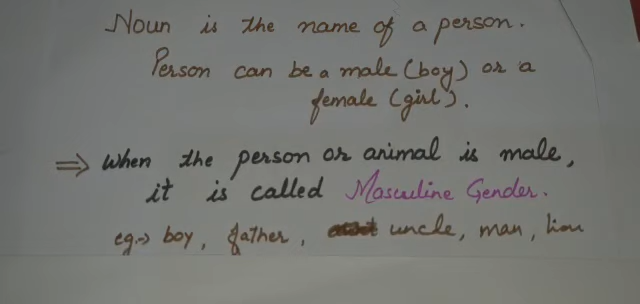 Noun is the name of a person.
Person can be a male (boy) or a
female (girl).
⇒ When the person or animal is male,
it is called Masculine Gender.
eg.→ boy, father, uncle, man, lion